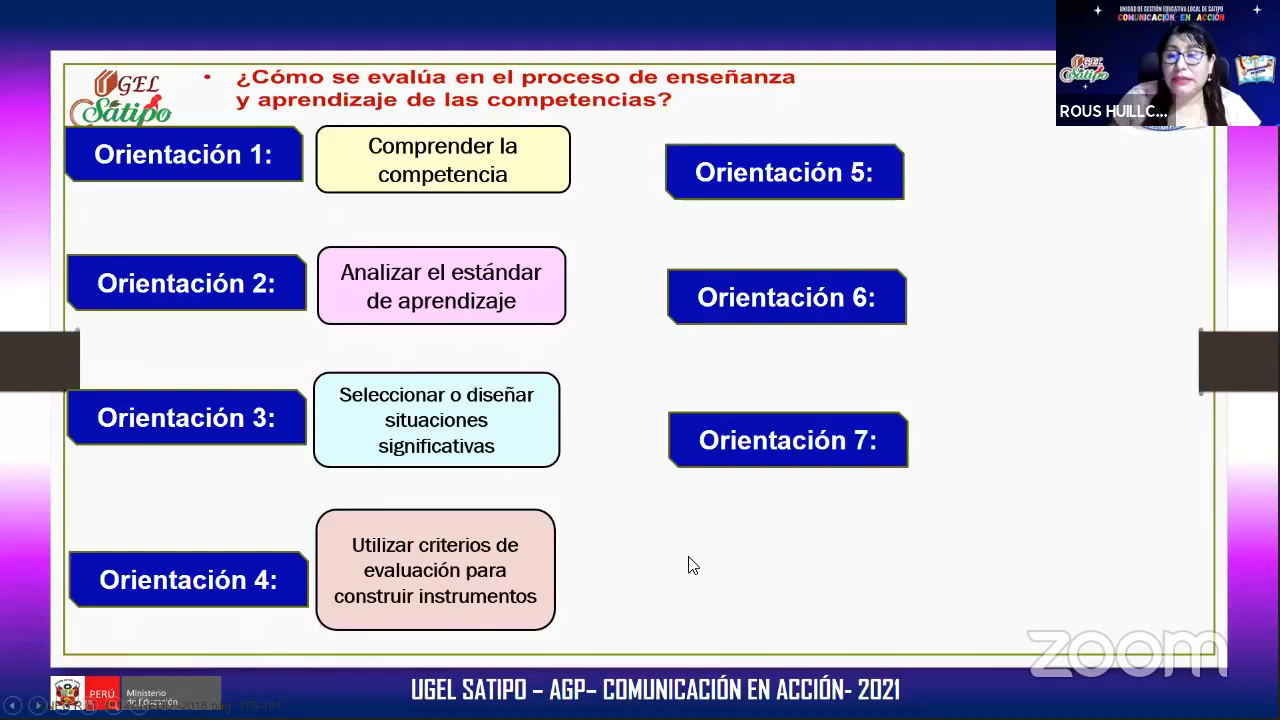 UGEL
Satipo
• ¿Cómo se evalúa en el proceso de enseñanza
y aprendizaje de las competencias?
Orientación 1:
Comprender la
competencia
Orientación 2:
Analizar el estándar
de aprendizaje
Orientación 3:
Seleccionar o diseñar
situaciones
significativas
Orientación 4:
Utilizar criterios de
evaluación para
construir instrumentos
Orientación 5:
Orientación 6:
Orientación 7:
UNIDAD DE GESTIÓN EDUCATIVA LOCAL DE SATIPO
COMUNICACIÓN EN ACCIÓN
UGEL
Satipo
ROUS HUILLC...
zoom
PERÚ
Ministerio
de Educación
UGEL SATIPO – AGP– COMUNICACIÓN EN ACCIÓN- 2021